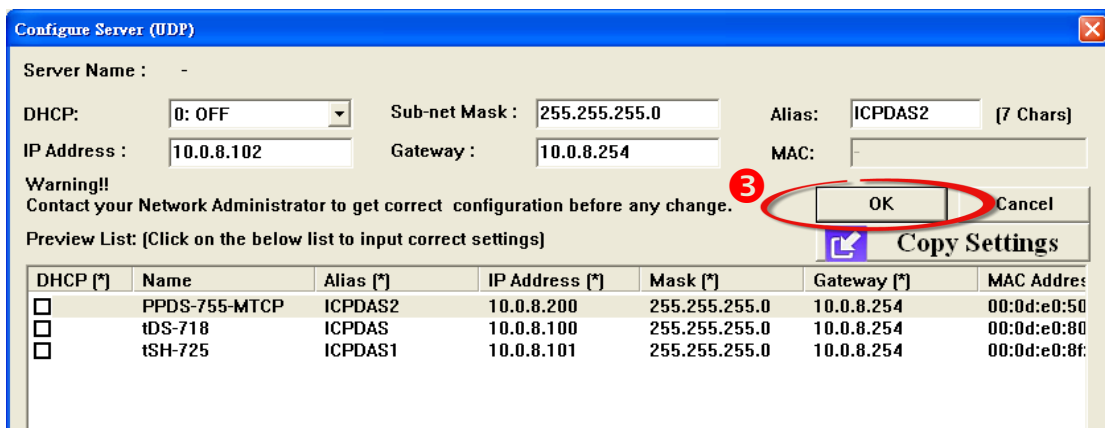 Configure Server (UDP)
Server Name : -
DHCP: 0: OFF Sub-net Mask : 255.255.255.0 Alias: ICPDAS2 (7 Chars)
IP Address : 10.0.8.102 Gateway : 10.0.8.254 MAC: -
Warning!!
3
Contact your Network Administrator to get correct configuration before any change.
OK Cancel
Preview List: (Click on the below list to input correct settings)
Copy Settings
DHCP (*) Name Alias (*) IP Address (*) Mask (*) Gateway (*) MAC Addres
PPDS-755-MTCP ICPDAS2 10.0.8.200 255.255.255.0 10.0.8.254 00:0d:e0:50
tDS-718 ICPDAS 10.0.8.100 255.255.255.0 10.0.8.254 00:0d:e0:80
tSH-725 ICPDAS1 10.0.8.101 255.255.255.0 10.0.8.254 00:0d:e0:8f: